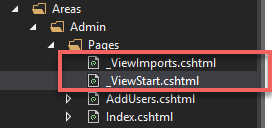 Areas
Admin
Pages
_ViewImports.cshtml
_ViewStart.cshtml
AddUsers.cshtml
Index.cshtml